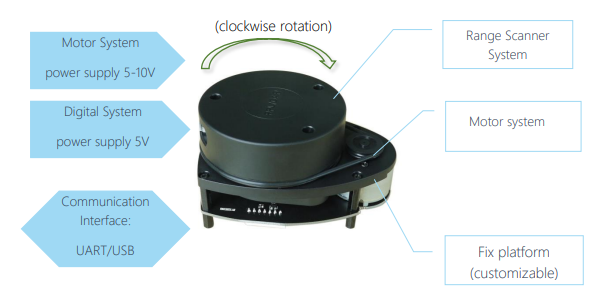 (clockwise rotation)
Motor System
power supply 5-10V
Digital System
power supply 5V
Communication
Interface:
UART/USB
Range Scanner
System
Motor system
Fix platform
(customizable)